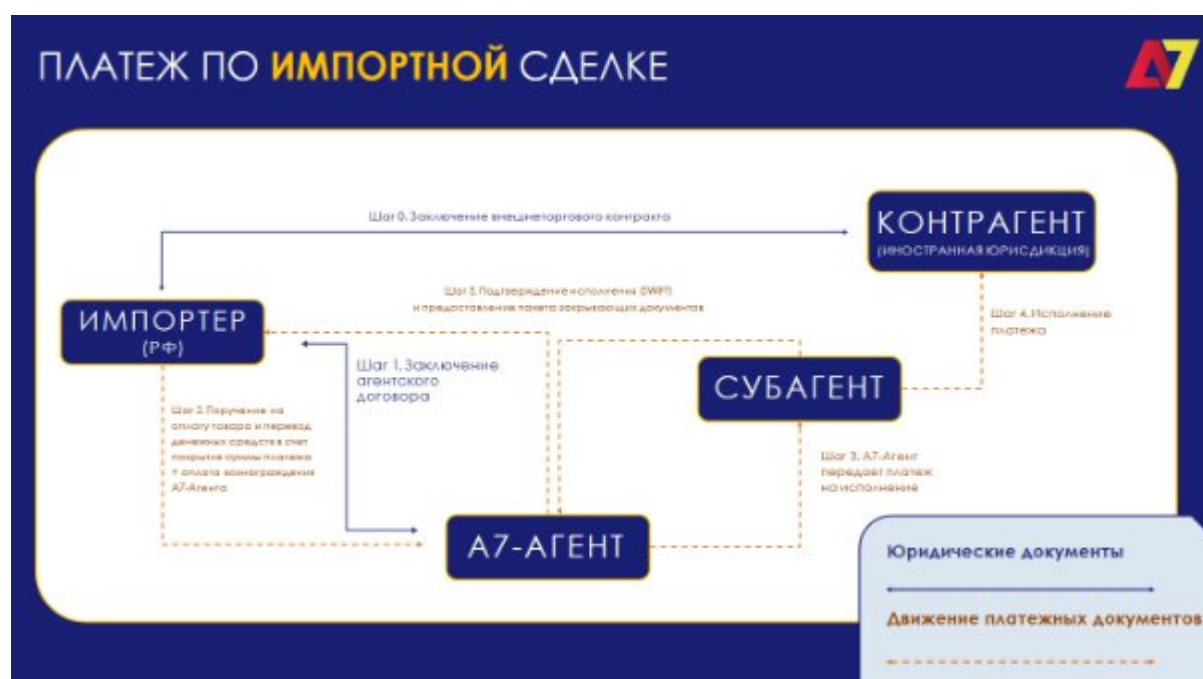 ПЛАТЕЖ ПО ИМПОРТНОЙ СДЕЛКЕ
А7
Шаг 0. Заключение внешнеторгового контракта
КОНТРАГЕНТ
(ИНОСТРАННАЯ ЮРИСДИКЦИЯ)
Шаг 5. Подтверждение исполнения (SWIFT)
и предоставление пакета закрывающих документов
ИМПОРТЕР
(РФ)
Шаг 4. Исполнение
платежа
Шаг 1. Заключение
агентского
договора
СУБАГЕНТ
Шаг 2. Поручение на
оплату товара и перевод
денежных средств в счет
покрытия суммы платежа
+ оплата вознаграждения
А7-Агента
Шаг 3. А7-Агент
передает платеж
на исполнение
А7-АГЕНТ
Юридические документы
Движение платежных документов